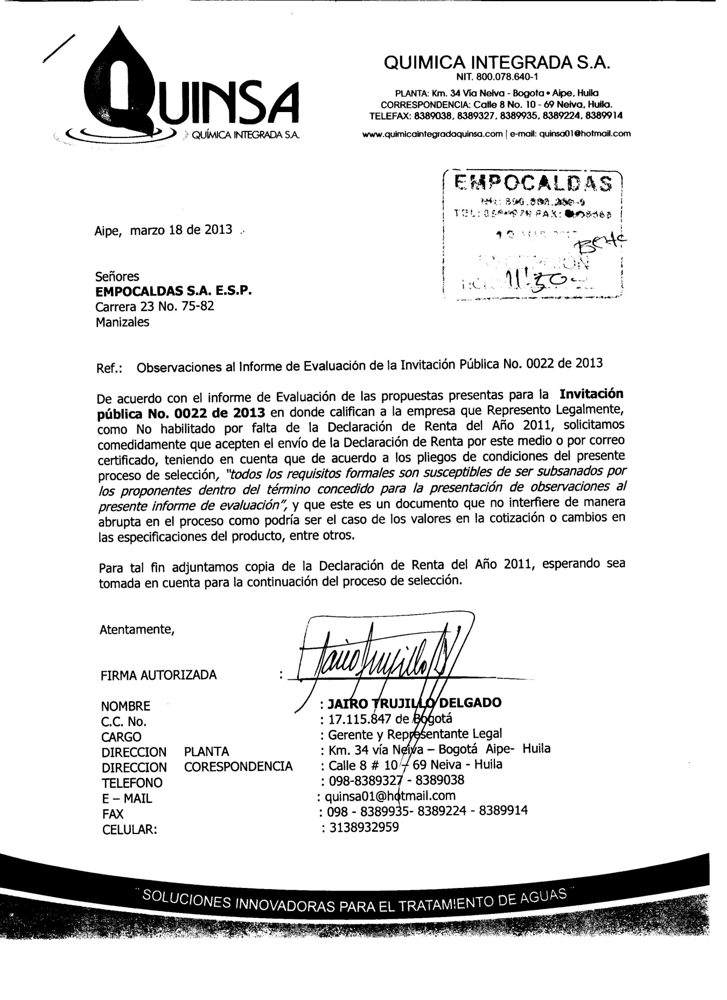 QUINSA
QUÍMICA INTEGRADA S.A.
QUIMICA INTEGRADA S.A.
NIT. 800.078.640-1
PLANTA: Km. 34 Vía Neiva - Bogota • Aipe, Huila
CORRESPONDENCIA: Calle 8 No. 10 - 69 Neiva, Huila.
TELEFAX: 8389038, 8389327, 8389935, 8389224, 8389914
www.quimicaintegradaquinsa.com | e-mail: quinsa01@hotmail.com
EMPOCALDAS
TEL: FAX:
11:30
Aipe, marzo 18 de 2013
Señores
EMPOCALDAS S.A. E.S.P.
Carrera 23 No. 75-82
Manizales
Ref.: Observaciones al Informe de Evaluación de la Invitación Pública No. 0022 de 2013
De acuerdo con el informe de Evaluación de las propuestas presentas para la Invitación
pública No. 0022 de 2013 en donde califican a la empresa que Represento Legalmente,
como No habilitado por falta de la Declaración de Renta del Año 2011, solicitamos
comedidamente que acepten el envío de la Declaración de Renta por este medio o por correo
certificado, teniendo en cuenta que de acuerdo a los pliegos de condiciones del presente
proceso de selección, "todos los requisitos formales son susceptibles de ser subsanados por
los proponentes dentro del término concedido para la presentación de observaciones al
presente informe de evaluación", y que este es un documento que no interfiere de manera
abrupta en el proceso como podría ser el caso de los valores en la cotización o cambios en
las especificaciones del producto, entre otros.
Para tal fin adjuntamos copia de la Declaración de Renta del Año 2011, esperando sea
tomada en cuenta para la continuación del proceso de selección.
Atentamente,
Jairo Trujillo D
FIRMA AUTORIZADA :
NOMBRE : JAIRO TRUJILLO DELGADO
C.C. No. : 17.115.847 de Bogotá
CARGO : Gerente y Representante Legal
DIRECCION PLANTA : Km. 34 vía Neiva – Bogotá Aipe- Huila
DIRECCION CORESPONDENCIA : Calle 8 # 10 – 69 Neiva - Huila
TELEFONO : 098-8389327 - 8389038
E – MAIL : quinsa01@hotmail.com
FAX : 098 - 8389935- 8389224 - 8389914
CELULAR: : 3138932959
¨SOLUCIONES INNOVADORAS PARA EL TRATAMIENTO DE AGUAS¨